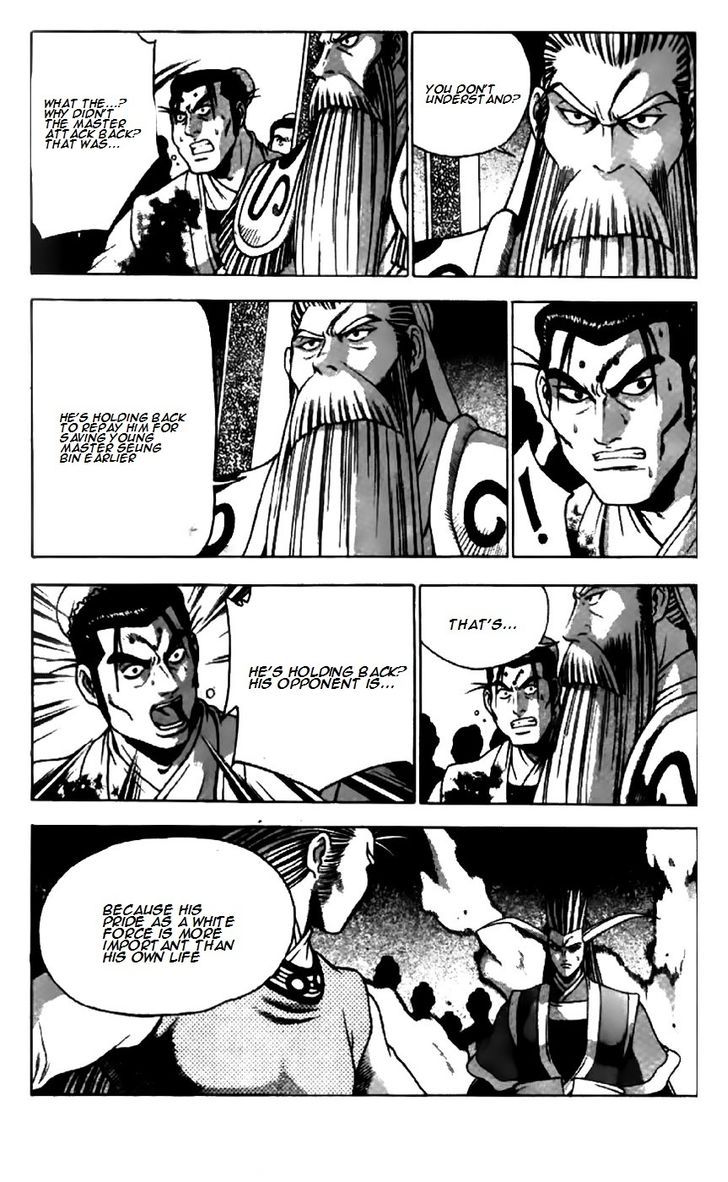 WHAT THE...?
WHY DIDN'T
THE MASTER
ATTACK BACK?
THAT WAS...
YOU DON'T
UNDERSTAND?
HE'S HOLDING BACK
TO REPAY HIM FOR
SAVING YOUNG
MASTER SEUNG
BIN EARLIER
!
HE'S HOLDING BACK?
HIS OPPONENT IS...
THAT'S...
BECAUSE HIS
PRIDE AS A WHITE
FORCE IS MORE
IMPORTANT THAN
HIS OWN LIFE